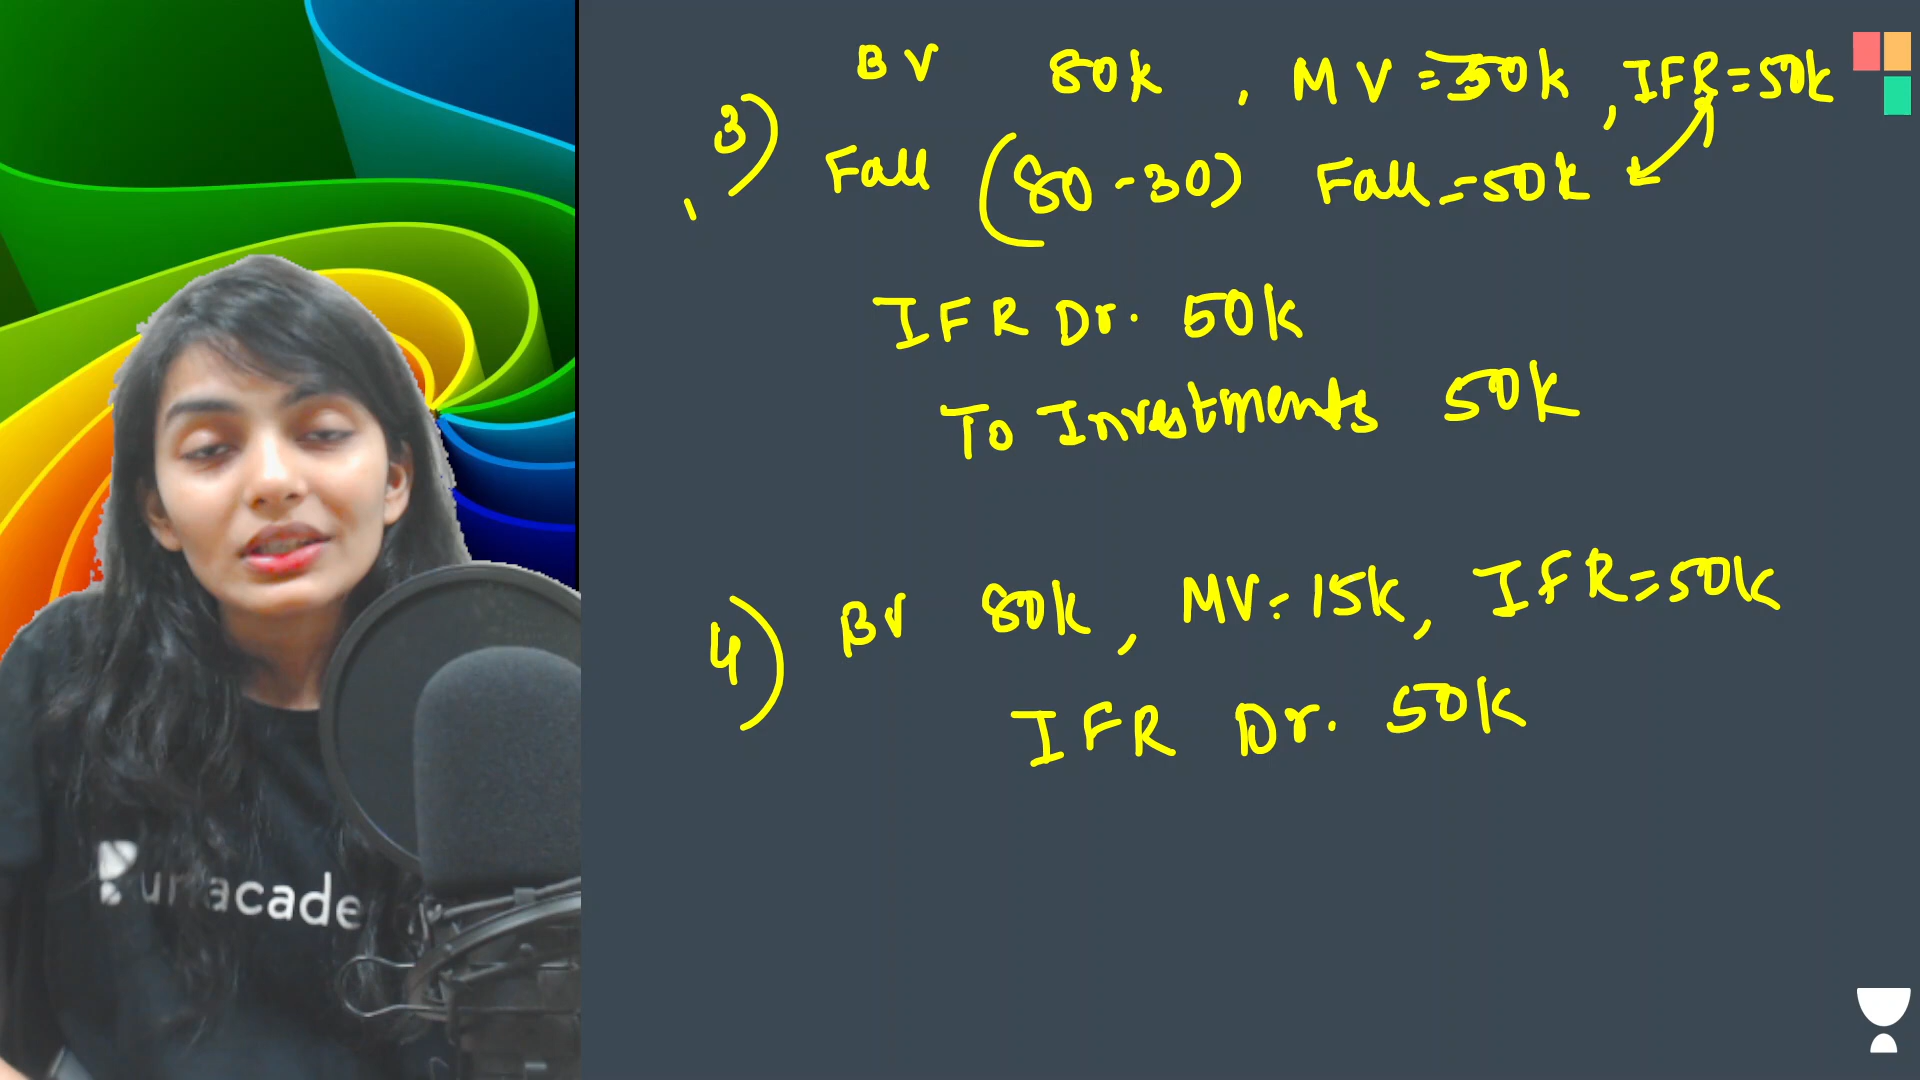 BV 80k, MV = 30k, IFR = 50k
3)
Fall (80-30) Fall = 50k
IFR Dr. 50k
To Investments 50k
4) BV 80k, MV = 15k, IFR = 50k
IFR Dr. 50k